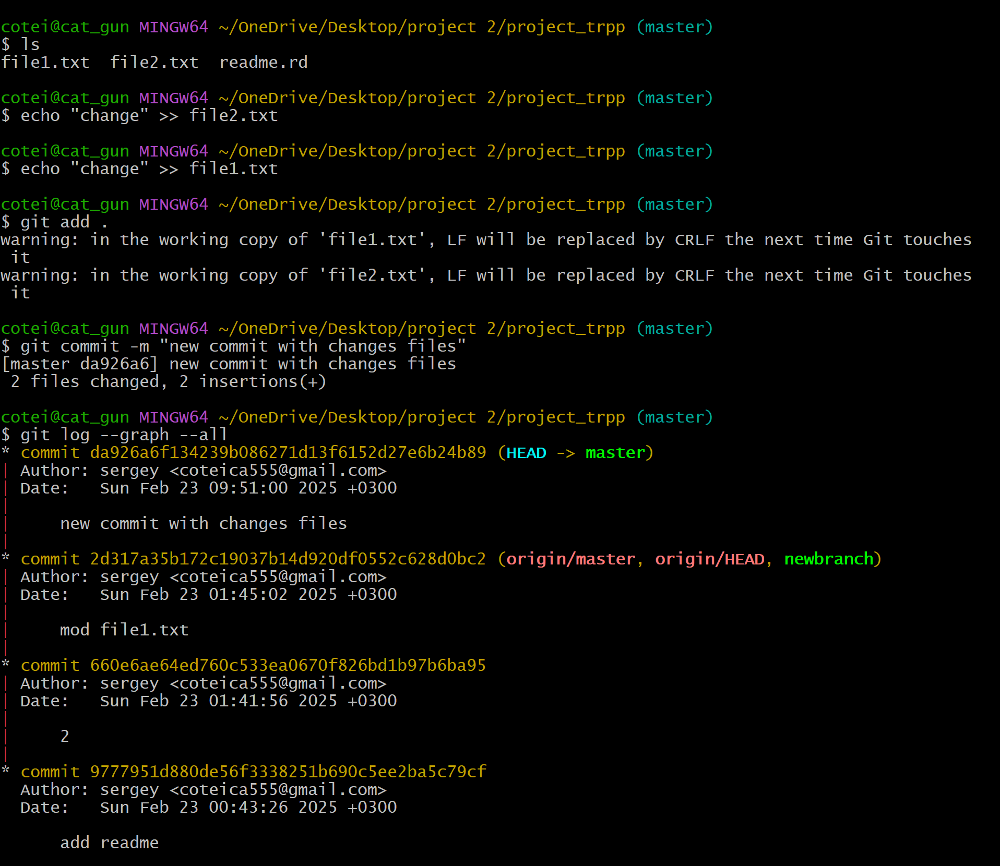 cotei@cat_gun MINGW64 ~/OneDrive/Desktop/project 2/project_trpp (master)
$ ls
file1.txt  file2.txt  readme.rd
cotei@cat_gun MINGW64 ~/OneDrive/Desktop/project 2/project_trpp (master)
$ echo "change" >> file2.txt
cotei@cat_gun MINGW64 ~/OneDrive/Desktop/project 2/project_trpp (master)
$ echo "change" >> file1.txt
cotei@cat_gun MINGW64 ~/OneDrive/Desktop/project 2/project_trpp (master)
$ git add .
warning: in the working copy of 'file1.txt', LF will be replaced by CRLF the next time Git touches
 it
warning: in the working copy of 'file2.txt', LF will be replaced by CRLF the next time Git touches
 it
cotei@cat_gun MINGW64 ~/OneDrive/Desktop/project 2/project_trpp (master)
$ git commit -m "new commit with changes files"
[master da926a6] new commit with changes files
 2 files changed, 2 insertions(+)
cotei@cat_gun MINGW64 ~/OneDrive/Desktop/project 2/project_trpp (master)
$ git log --graph --all
* commit da926a6f134239b086271d13f6152d27e6b24b89 (HEAD -> master)
| Author: sergey <coteica555@gmail.com>
| Date:   Sun Feb 23 09:51:00 2025 +0300
|
|     new commit with changes files
|
* commit 2d317a35b172c19037b14d920df0552c628d0bc2 (origin/master, origin/HEAD, newbranch)
| Author: sergey <coteica555@gmail.com>
| Date:   Sun Feb 23 01:45:02 2025 +0300
|
|     mod file1.txt
|
* commit 660e6ae64ed760c533ea0670f826bd1b97b6ba95
| Author: sergey <coteica555@gmail.com>
| Date:   Sun Feb 23 01:41:56 2025 +0300
|
|     2
|
* commit 9777951d880de56f3338251b690c5ee2ba5c79cf
  Author: sergey <coteica555@gmail.com>
  Date:   Sun Feb 23 00:43:26 2025 +0300
      add readme